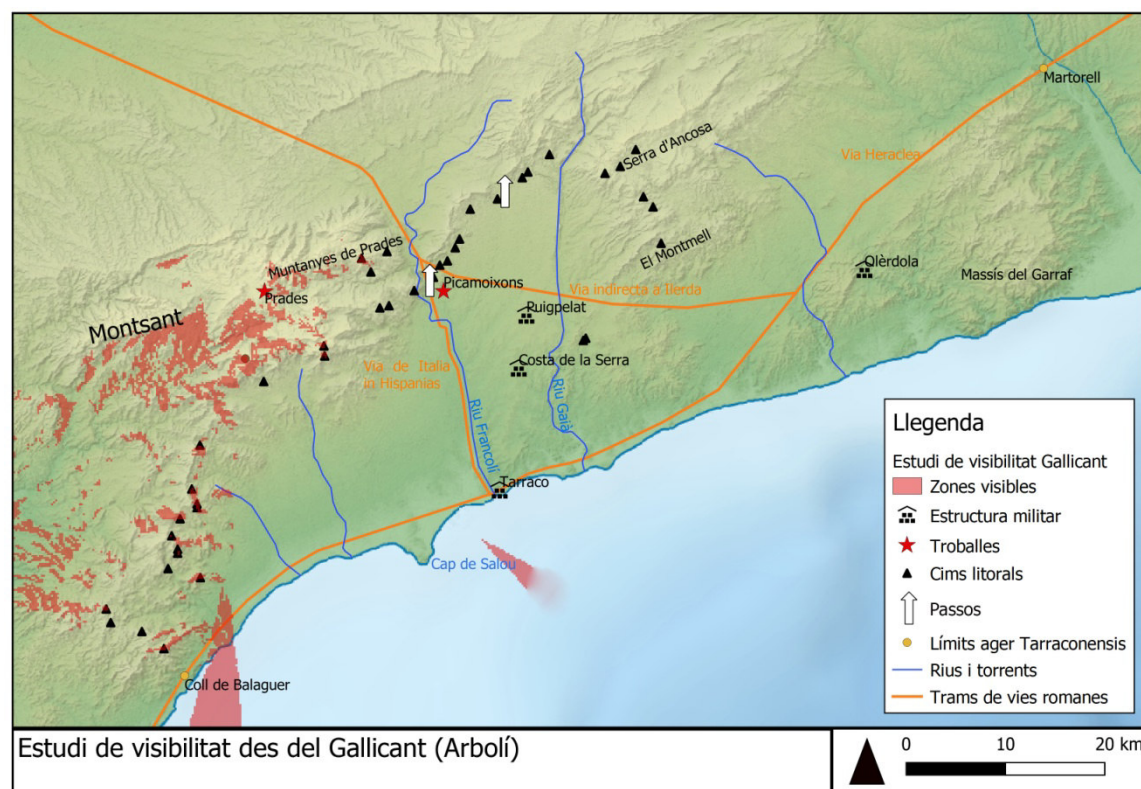 Martorell
Serra d'Ancosa
Via Heraclea
Muntanyes de Prades
El Montmell
Olèrdola
Massís del Garraf
Picamoixons
Prades
Via indirecta a Ilerda
Puigpelat
Montsant
Via de Italia
in Hispanias
Costa de la Serra
Riu Francolí
Riu Gaià
Tarraco
Cap de Salou
Coll de Balaguer
Llegenda
Estudi de visibilitat Gallicant
Zones visibles
Estructura militar
Troballes
Cims litorals
Passos
Límits ager Tarraconensis
Rius i torrents
Trams de vies romanes
Estudi de visibilitat des del Gallicant (Arbolí)
0 10 20 km